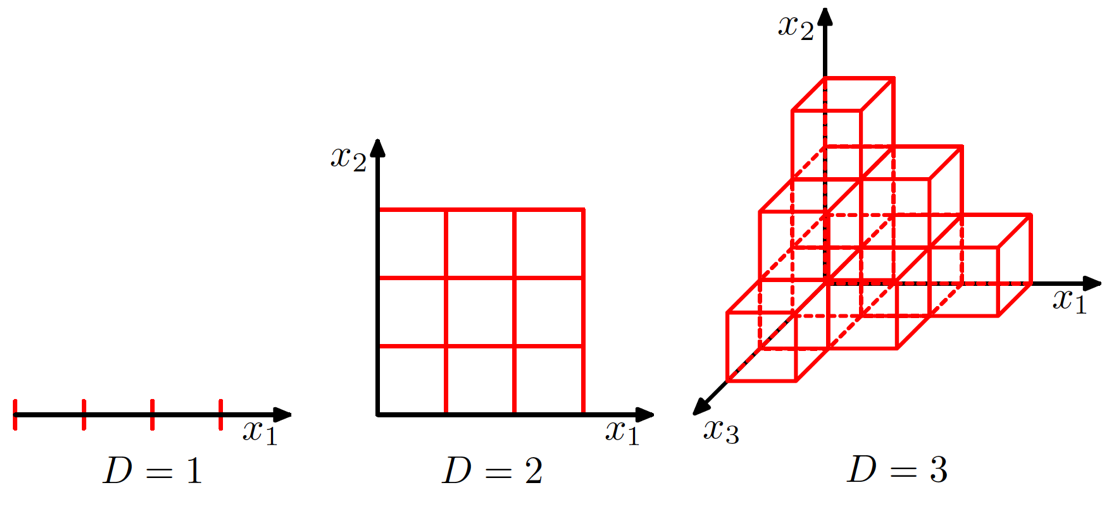 x₁
D = 1
x₂
x₁
D = 2
x₂
x₁
x₃
D = 3